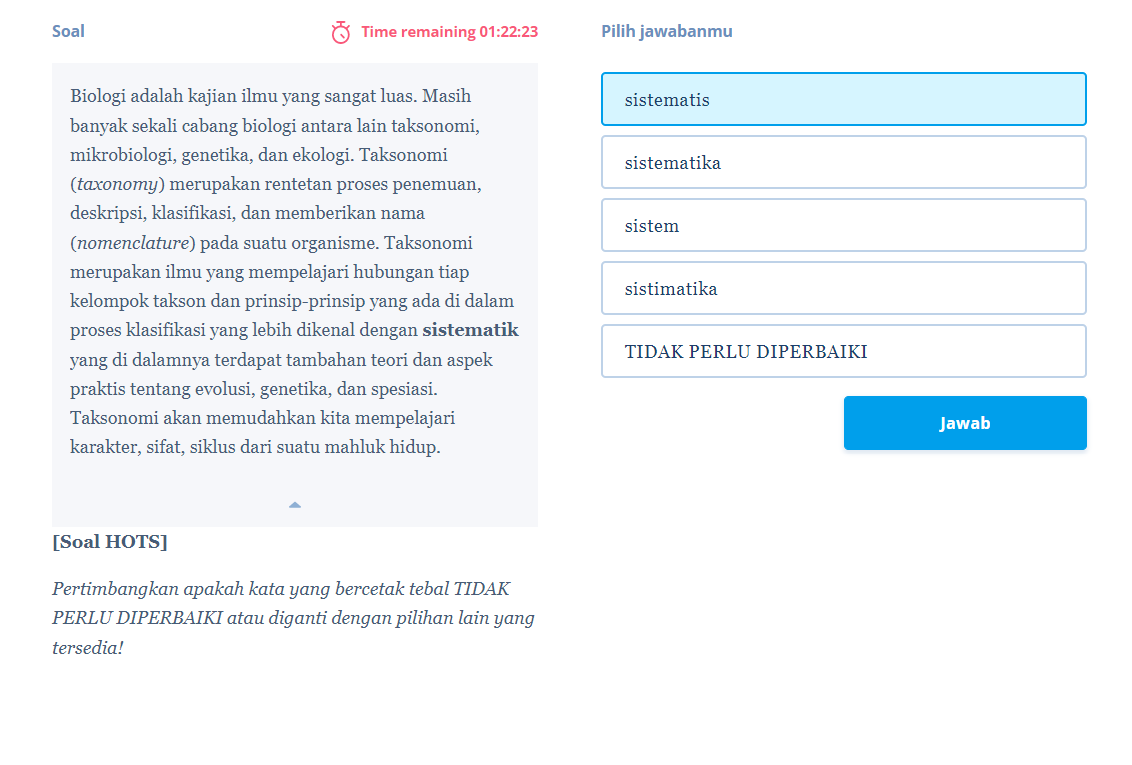 Soal
Time remaining 01:22:23
Biologi adalah kajian ilmu yang sangat luas. Masih
banyak sekali cabang biologi antara lain taksonomi,
mikrobiologi, genetika, dan ekologi. Taksonomi
(taxonomy) merupakan rentetan proses penemuan,
deskripsi, klasifikasi, dan memberikan nama
(nomenclature) pada suatu organisme. Taksonomi
merupakan ilmu yang mempelajari hubungan tiap
kelompok takson dan prinsip-prinsip yang ada di dalam
proses klasifikasi yang lebih dikenal dengan sistematik
yang di dalamnya terdapat tambahan teori dan aspek
praktis tentang evolusi, genetika, dan spesiasi.
Taksonomi akan memudahkan kita mempelajari
karakter, sifat, siklus dari suatu mahluk hidup.
[Soal HOTS]
Pertimbangkan apakah kata yang bercetak tebal TIDAK
PERLU DIPERBAIKI atau diganti dengan pilihan lain yang
tersedia!
Pilih jawabanmu
sistematis
sistematika
sistem
sistimatika
TIDAK PERLU DIPERBAIKI
Jawab